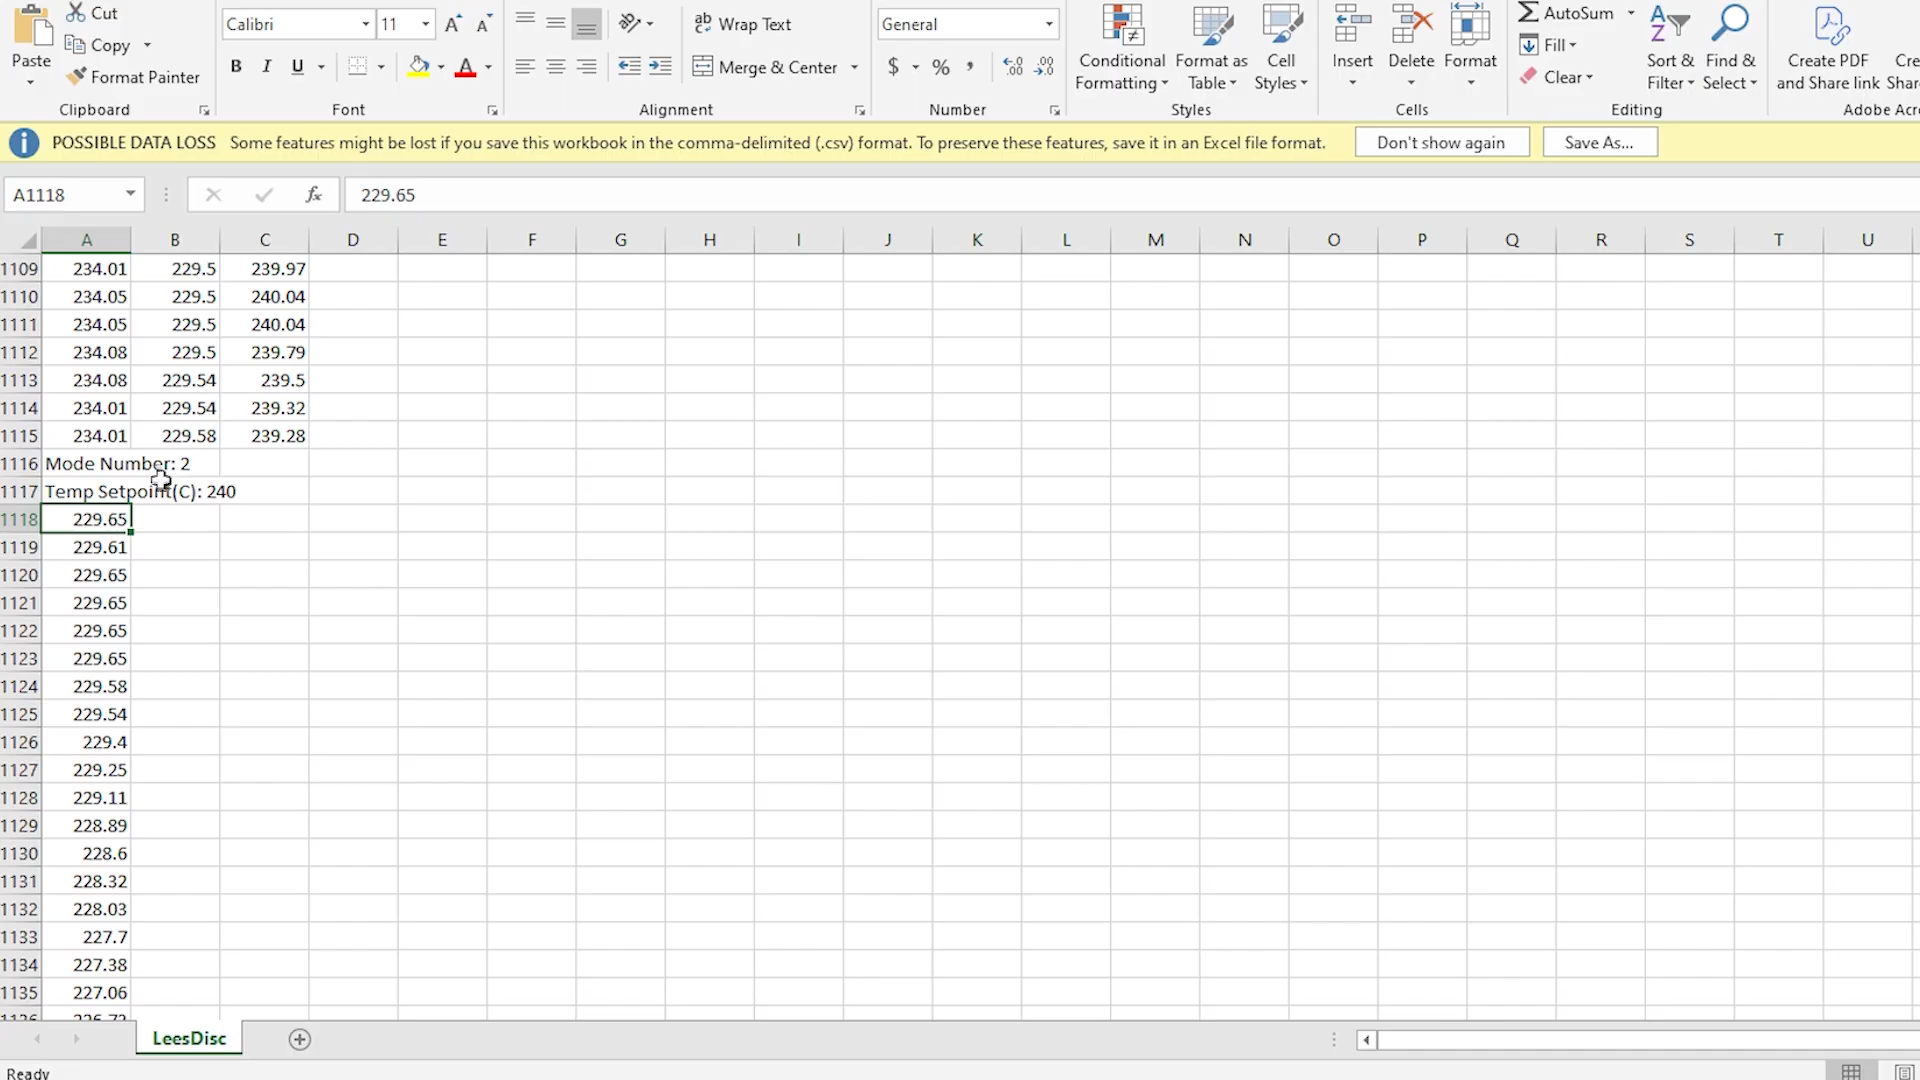 Cut
Copy
Format Painter
Paste
Clipboard
Calibri 11 A A
B I U A
Font
ab Wrap Text
Merge & Center
Alignment
General
$ % ,
Number
Conditional Formatting
Format as Table
Cell Styles
Styles
Insert Delete Format
Cells
AutoSum
Fill
Clear
Sort & Filter
Find & Select
Editing
Create PDF and Share link
Adobe Acr
POSSIBLE DATA LOSS Some features might be lost if you save this workbook in the comma-delimited (.csv) format. To preserve these features, save it in an Excel file format. Don't show again Save As...
A1118 fx 229.65
A B C D E F G H I J K L M N O P Q R S T U
1109 234.01 229.5 239.97
1110 234.05 229.5 240.04
1111 234.05 229.5 240.04
1112 234.08 229.5 239.79
1113 234.08 229.54 239.5
1114 234.01 229.54 239.32
1115 234.01 229.58 239.28
1116 Mode Number: 2
1117 Temp Setpoint(C): 240
1118 229.65
1119 229.61
1120 229.65
1121 229.65
1122 229.65
1123 229.65
1124 229.58
1125 229.54
1126 229.4
1127 229.25
1128 229.11
1129 228.89
1130 228.6
1131 228.32
1132 228.03
1133 227.7
1134 227.38
1135 227.06
LeesDisc
Ready